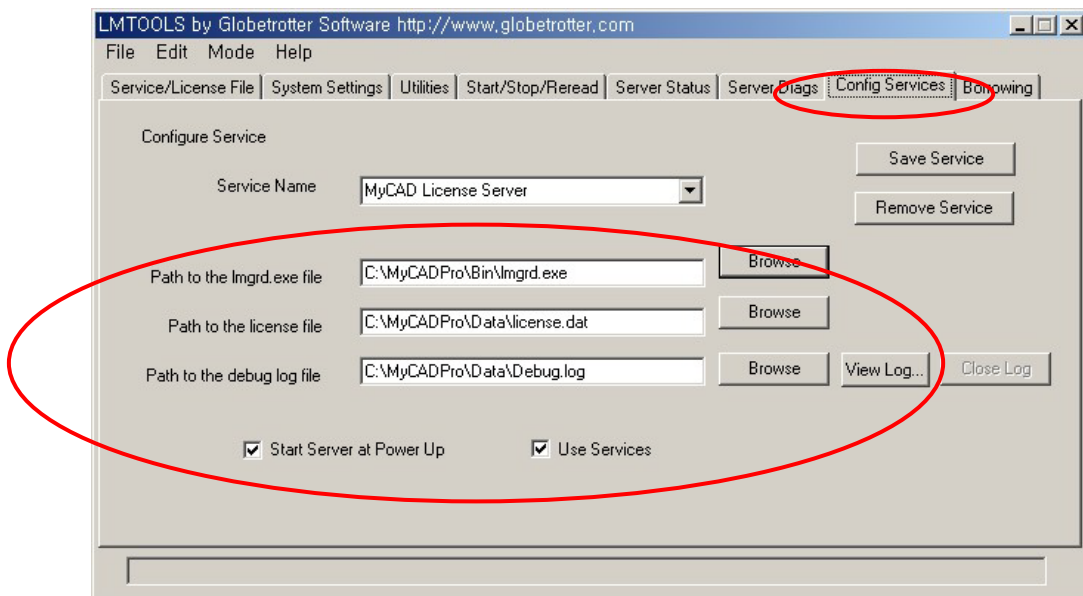 LMTOOLS by Globetrotter Software http://www.globetrotter.com
File Edit Mode Help
Service/License File System Settings Utilities Start/Stop/Reread Server Status Server Diags Config Services Borrowing
Configure Service
Save Service
Service Name MyCAD License Server
Remove Service
Path to the lmgrd.exe file C:\MyCADPro\Bin\lmgrd.exe Browse
Path to the license file C:\MyCADPro\Data\license.dat Browse
Path to the debug log file C:\MyCADPro\Data\Debug.log Browse View Log... Close Log
Start Server at Power Up Use Services